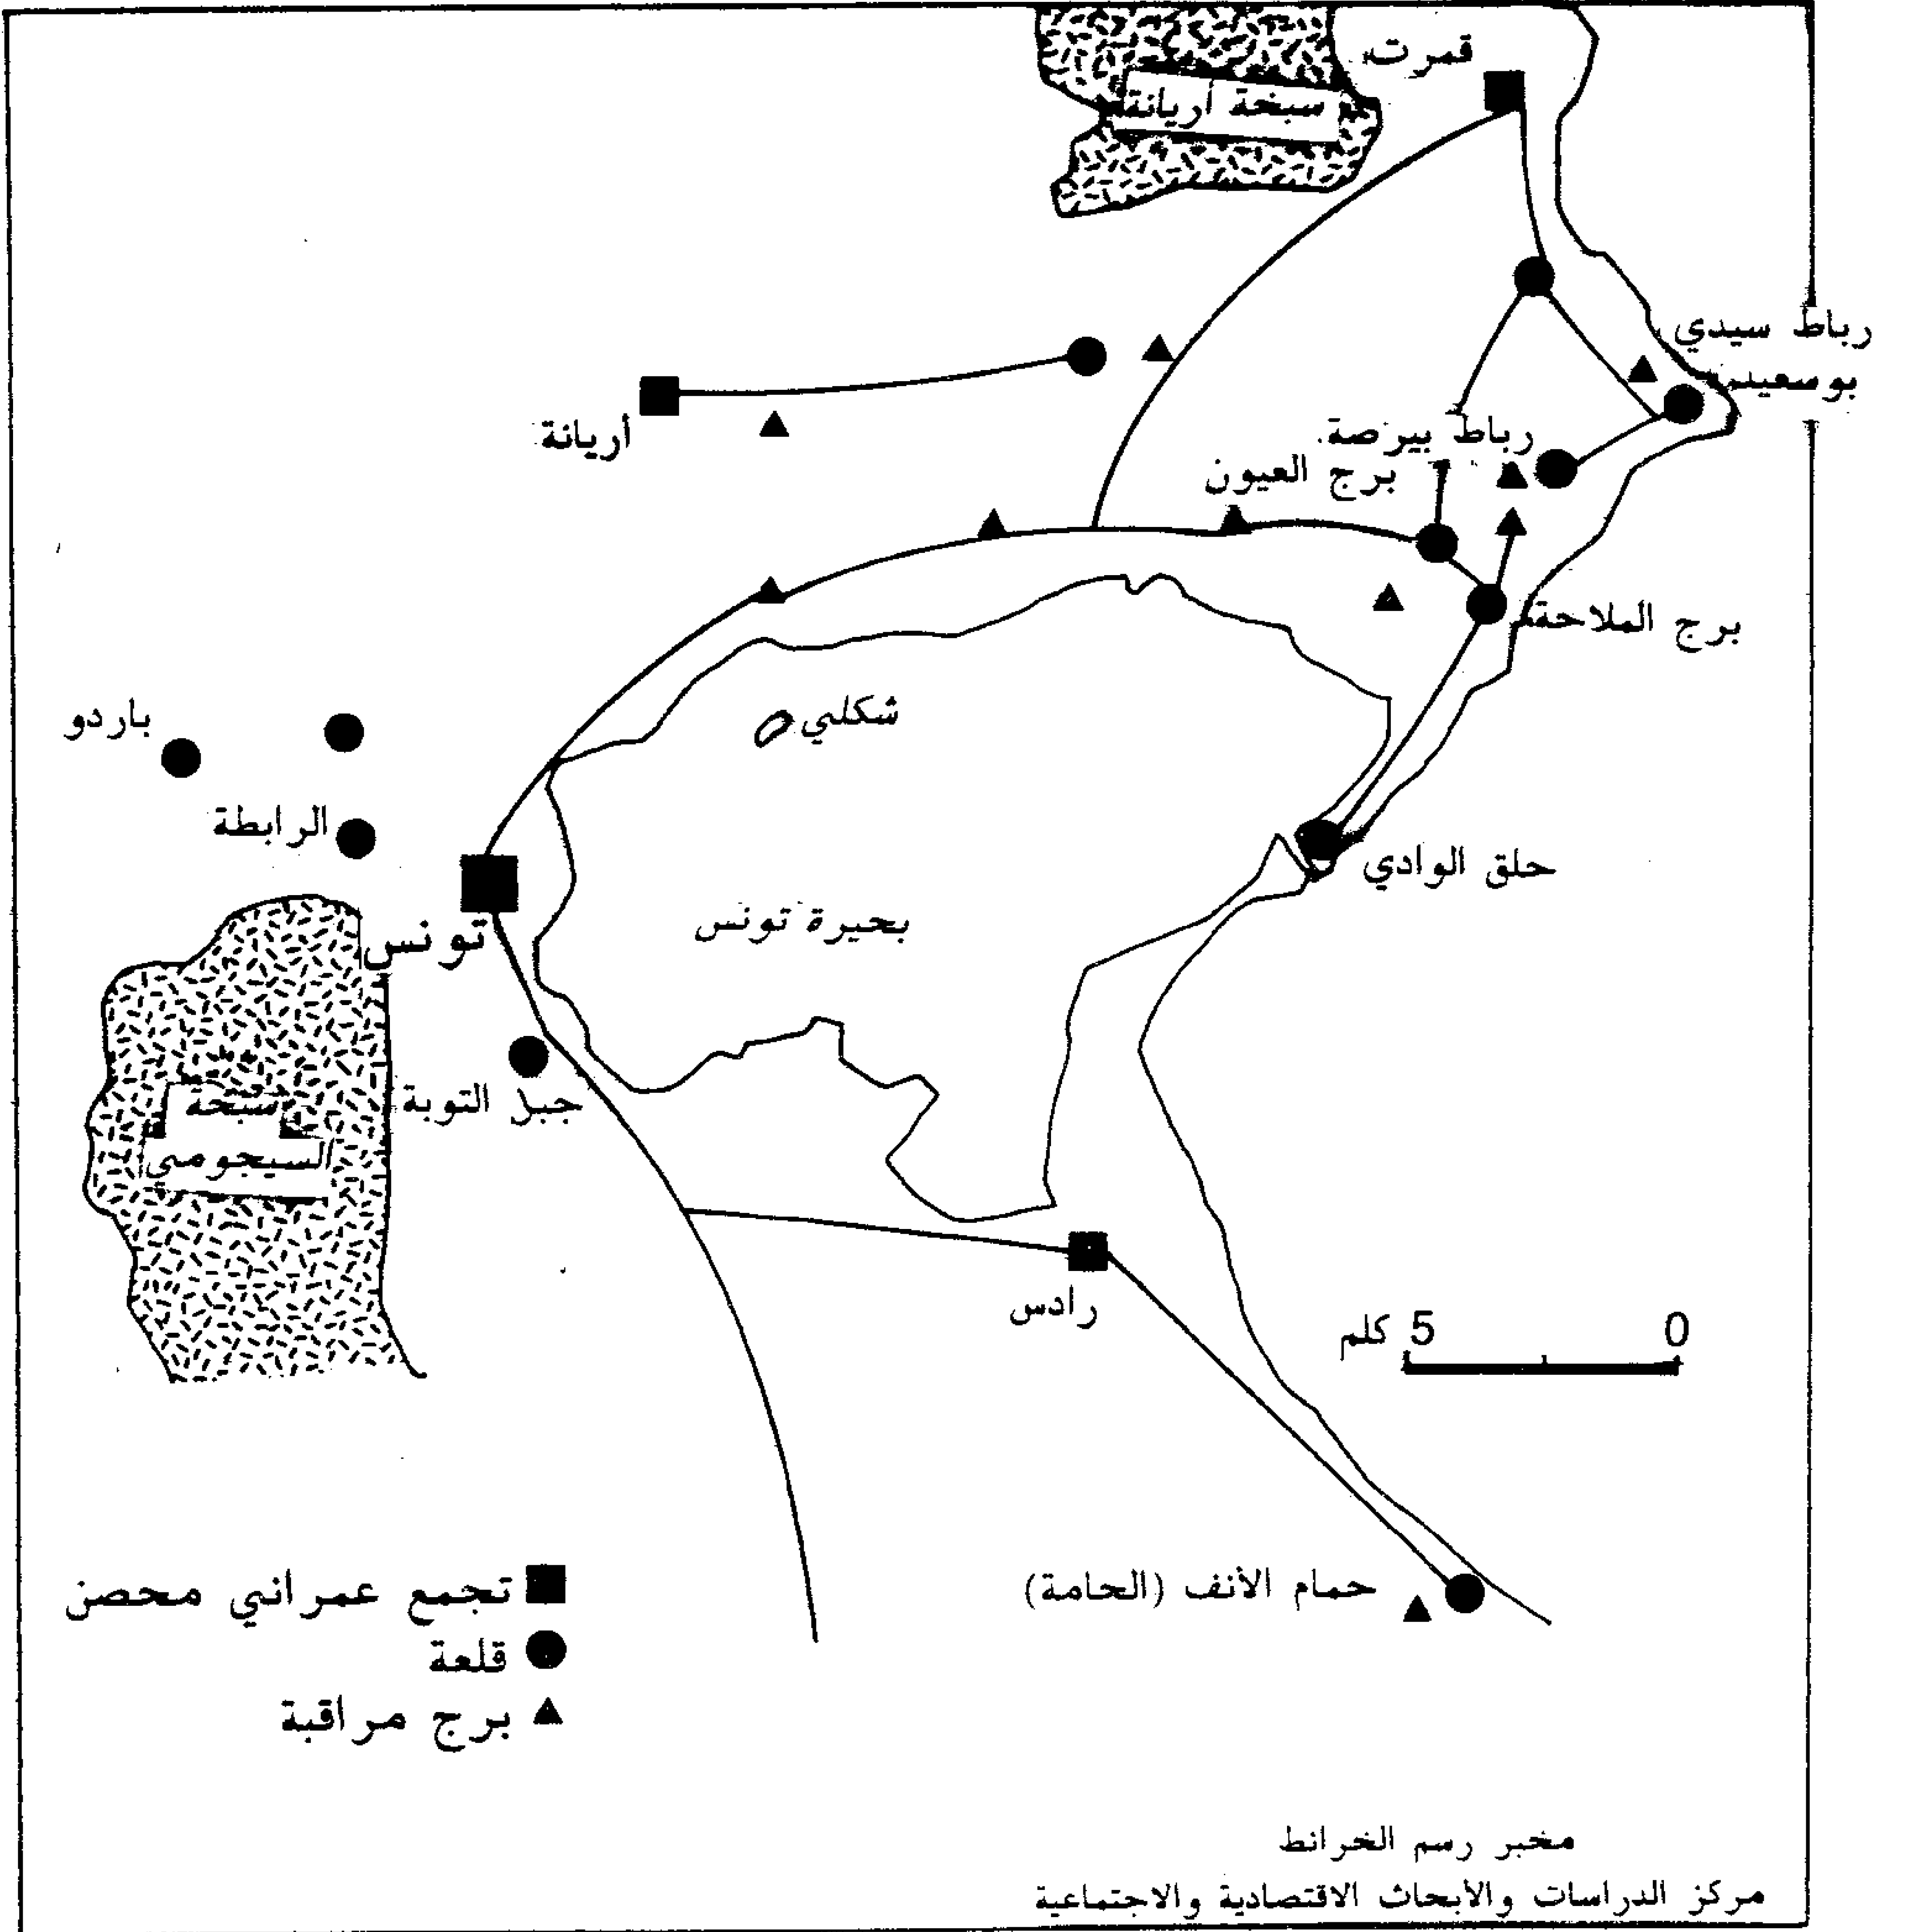 قمرت
سبخة أريانة
رباط سيدي
بوسعيد
أريانة
رباط بيرصة
برج العيون
برج الملاحة
شكلي
باردو
الرابطة
حلق الوادي
بحيرة تونس
تونس
جبل التوبة
سبخة
السيجومي
رادس
0 5 كلم
حمام الأنف (الحامة)
تجمع عمراني محصن
قلعة
برج مراقبة
مخبر رسم الخرائط
مركز الدراسات والأبحاث الاقتصادية والاجتماعية